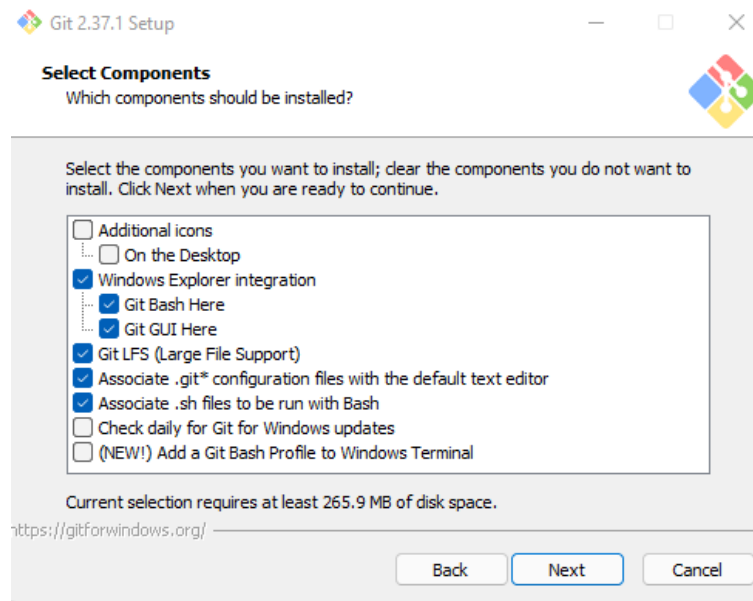 Git 2.37.1 Setup
Select Components
Which components should be installed?
Select the components you want to install; clear the components you do not want to
install. Click Next when you are ready to continue.
Additional icons
On the Desktop
Windows Explorer integration
Git Bash Here
Git GUI Here
Git LFS (Large File Support)
Associate .git* configuration files with the default text editor
Associate .sh files to be run with Bash
Check daily for Git for Windows updates
(NEW!) Add a Git Bash Profile to Windows Terminal
Current selection requires at least 265.9 MB of disk space.
https://gitforwindows.org/
Back Next Cancel